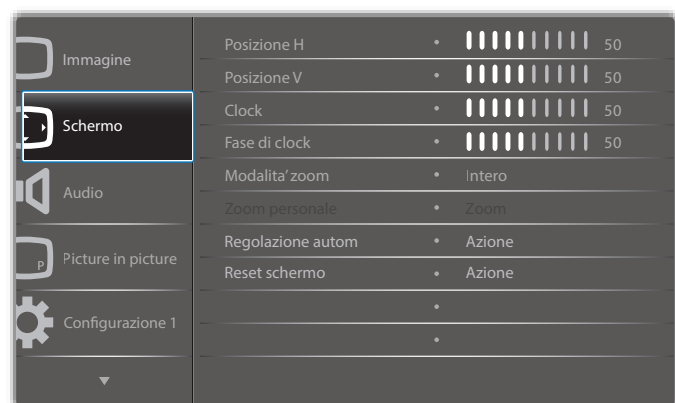 Immagine
Schermo
Audio
P
Picture in picture
Configurazione 1
Posizione H • 50
Posizione V • 50
Clock • 50
Fase di clock • 50
Modalita' zoom • Intero
Zoom personale • Zoom
Regolazione autom • Azione
Reset schermo • Azione
•
•